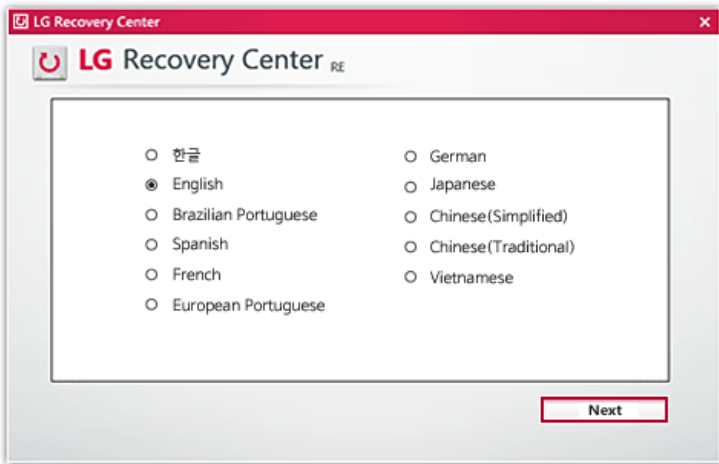 LG Recovery Center
LG Recovery Center RE
한글
English
Brazilian Portuguese
Spanish
French
European Portuguese
German
Japanese
Chinese(Simplified)
Chinese(Traditional)
Vietnamese
Next